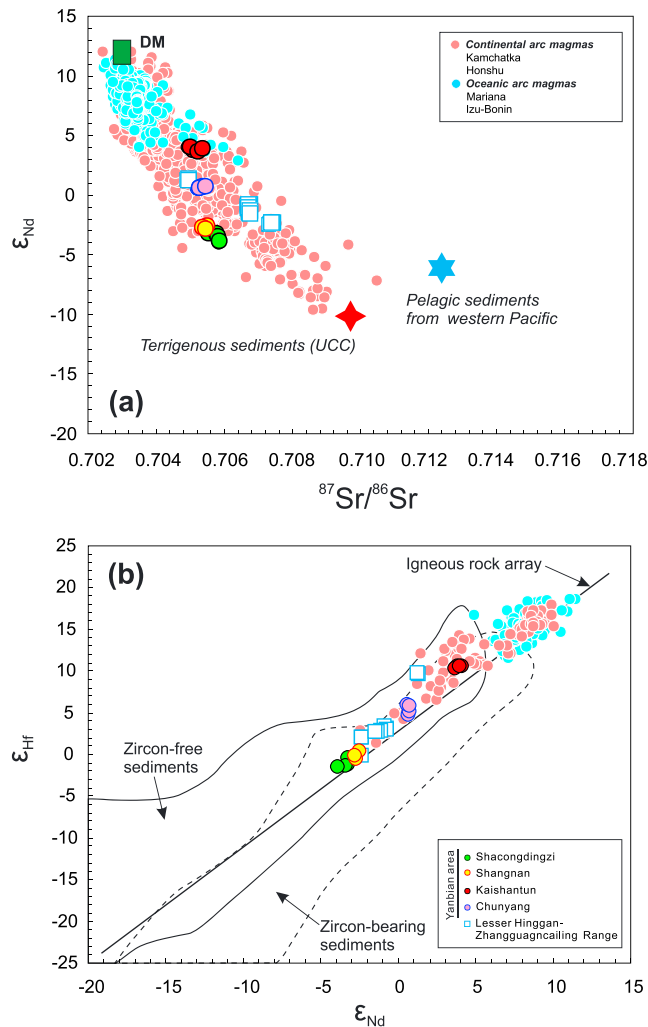 15
10
5
0
-5
-10
-15
-20
εNd
DM
Continental arc magmas
Kamchatka
Honshu
Oceanic arc magmas
Mariana
Izu-Bonin
Pelagic sediments
from western Pacific
Terrigenous sediments (UCC)
(a)
0.702 0.704 0.706 0.708 0.710 0.712 0.714 0.716 0.718
87Sr/86Sr
25
20
15
10
5
0
-5
-10
-15
-20
-25
εHf
(b)
Igneous rock array
Zircon-free
sediments
Zircon-bearing
sediments
Yanbian area
Shacongdingzi
Shangnan
Kaishantun
Chunyang
Lesser Hinggan-
Zhangguagncailing Range
-20 -15 -10 -5 0 5 10 15
εNd